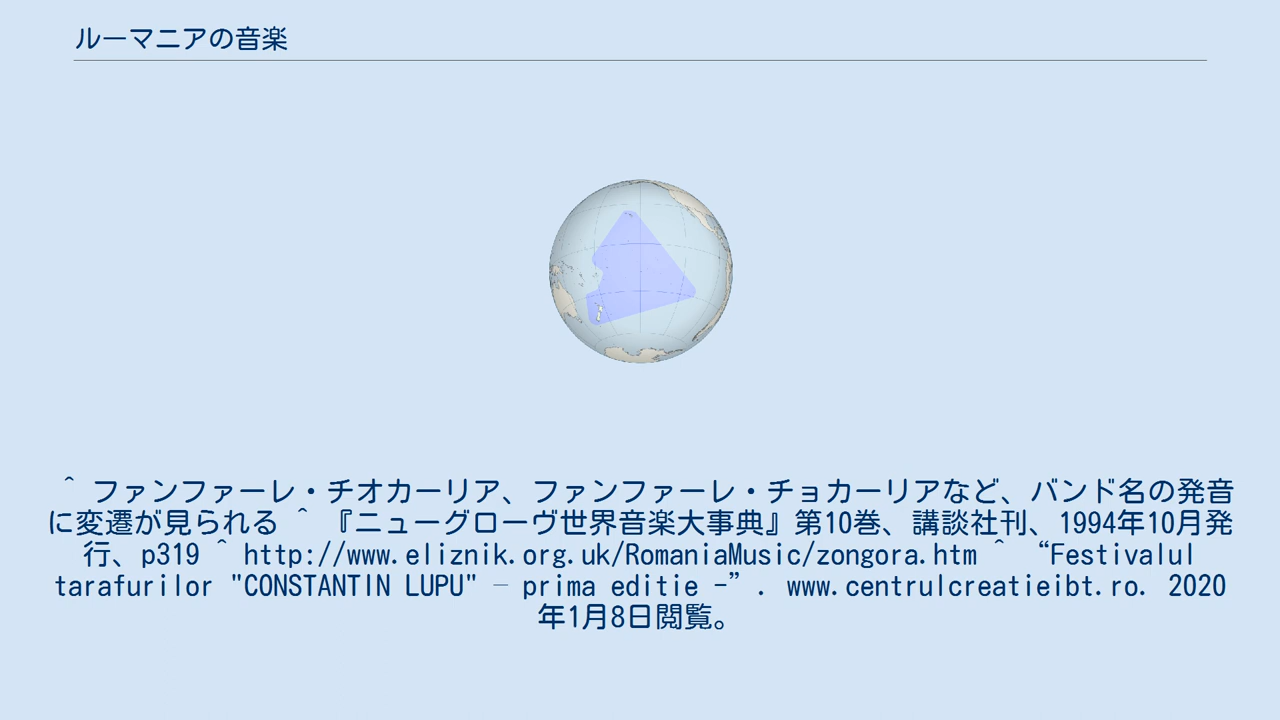 ルーマニアの音楽
^ ファンファーレ・チオカーリア、ファンファーレ・チョカーリアなど、バンド名の発音
に変遷が見られる ^ 『ニューグローヴ世界音楽大事典』第10巻、講談社刊、1994年10月発
行、p319 ^ http://www.eliznik.org.uk/RomaniaMusic/zongora.htm ^ “Festivalul
tarafurilor "CONSTANTIN LUPU" – prima editie -”. www.centrulcreatieibt.ro. 2020
年1月8日閲覧。